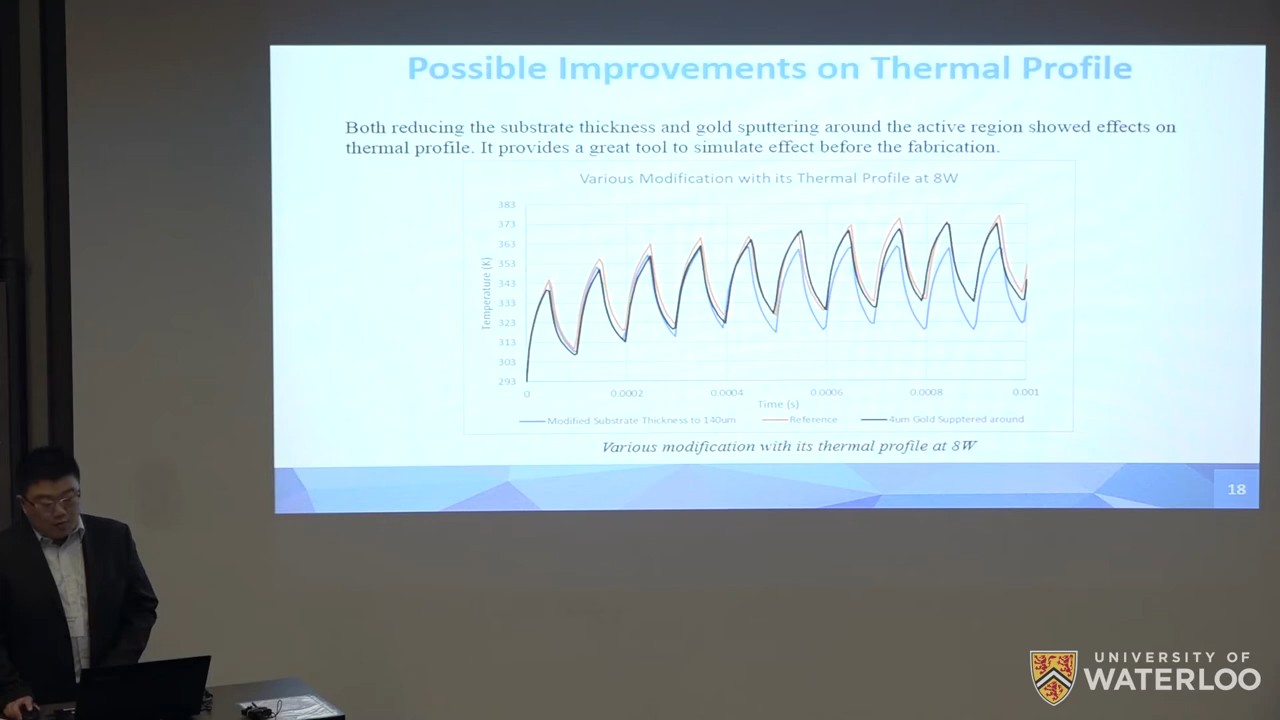 Possible Improvements on Thermal Profile
Both reducing the substrate thickness and gold sputtering around the active region showed effects on
thermal profile. It provides a great tool to simulate effect before the fabrication.
Various Modification with its Thermal Profile at 8W
383
373
363
353
343
333
323
313
303
293
Temperature (K)
0
0.0002
0.0004
0.0006
0.0008
0.001
Time (s)
Modified Substrate Thickness to 140um
Reference
4um Gold Supptered around
Various modification with its thermal profile at 8W
18
UNIVERSITY OF
WATERLOO